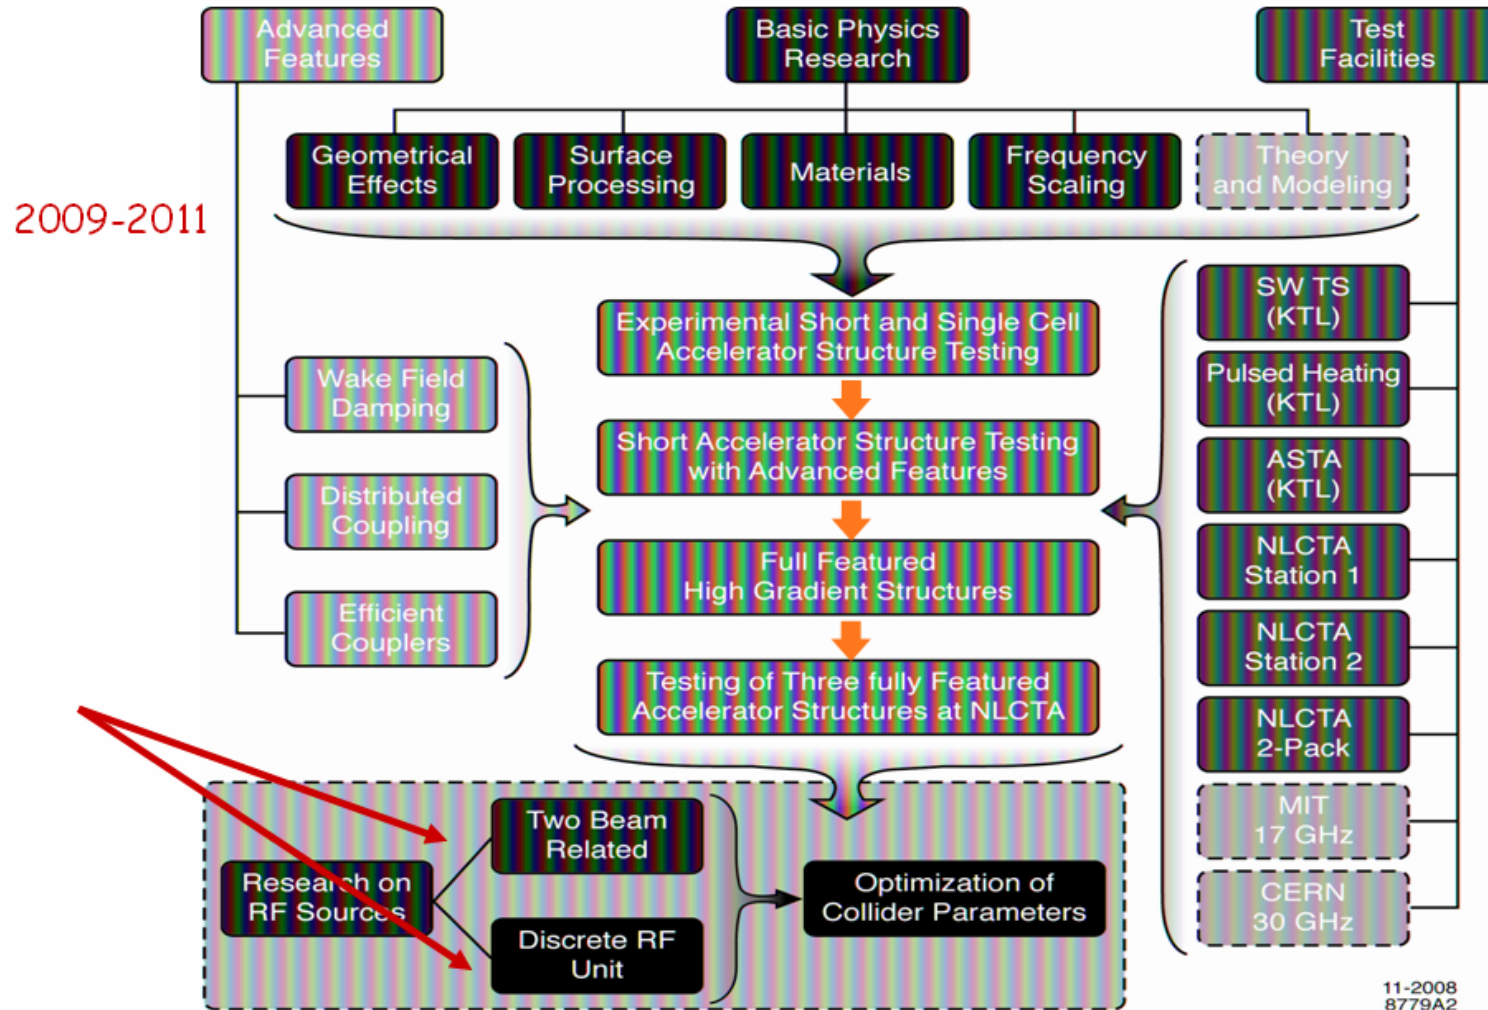 Advanced
Features
Basic Physics
Research
Test
Facilities
Geometrical
Effects
Surface
Processing
Materials
Frequency
Scaling
Theory
and Modeling
2009-2011
Experimental Short and Single Cell
Accelerator Structure Testing
Short Accelerator Structure Testing
with Advanced Features
Full Featured
High Gradient Structures
Testing of Three fully Featured
Accelerator Structures at NLCTA
Wake Field
Damping
Distributed
Coupling
Efficient
Couplers
SW TS
(KTL)
Pulsed Heating
(KTL)
ASTA
(KTL)
NLCTA
Station 1
NLCTA
Station 2
NLCTA
2-Pack
MIT
17 GHz
CERN
30 GHz
Research on
RF Sources
Two Beam
Related
Discrete RF
Unit
Optimization of
Collider Parameters
11-2008
8779A2